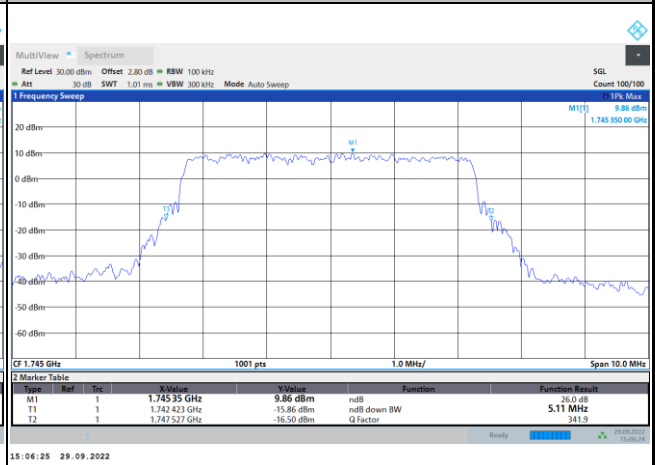 MultiView Spectrum
Ref Level 30.00 dBm Offset 2.80 dB RBW 100 kHz SGL
Att 30 dB SWT 1.01 ms VBW 300 kHz Mode Auto Sweep Count 100/100
1 Frequency Sweep 1Pk Max
M1[1] 9.86 dBm
1.745 350 00 GHz
M1
20 dBm
10 dBm
0 dBm
-10 dBm
T1 T2
-20 dBm
-30 dBm
-40 dBm
-50 dBm
-60 dBm
CF 1.745 GHz 1001 pts 1.0 MHz/ Span 10.0 MHz
2 Marker Table
Type Ref Trc X-Value Y-Value Function Function Result
M1 1 1.745 35 GHz 9.86 dBm ndB 26.0 dB
T1 1 1.742 423 GHz -15.86 dBm ndB down BW 5.11 MHz
T2 1 1.747 527 GHz -16.50 dBm Q Factor 341.9
Ready 29.09.2022
15:06:24
15:06:25 29.09.2022